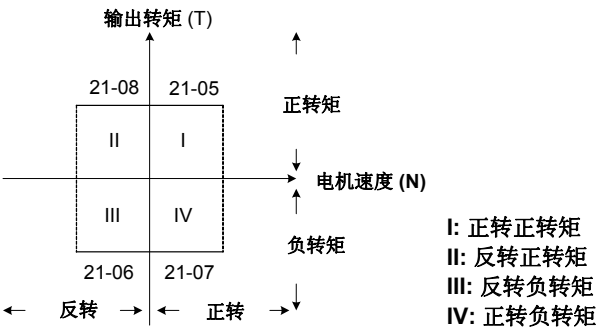 输出转矩 (T)
21-08
21-05
正转矩
II
I
电机速度 (N)
III
IV
负转矩
21-06
21-07
反转
正转
I: 正转正转矩
II: 反转正转矩
III: 反转负转矩
IV: 正转负转矩